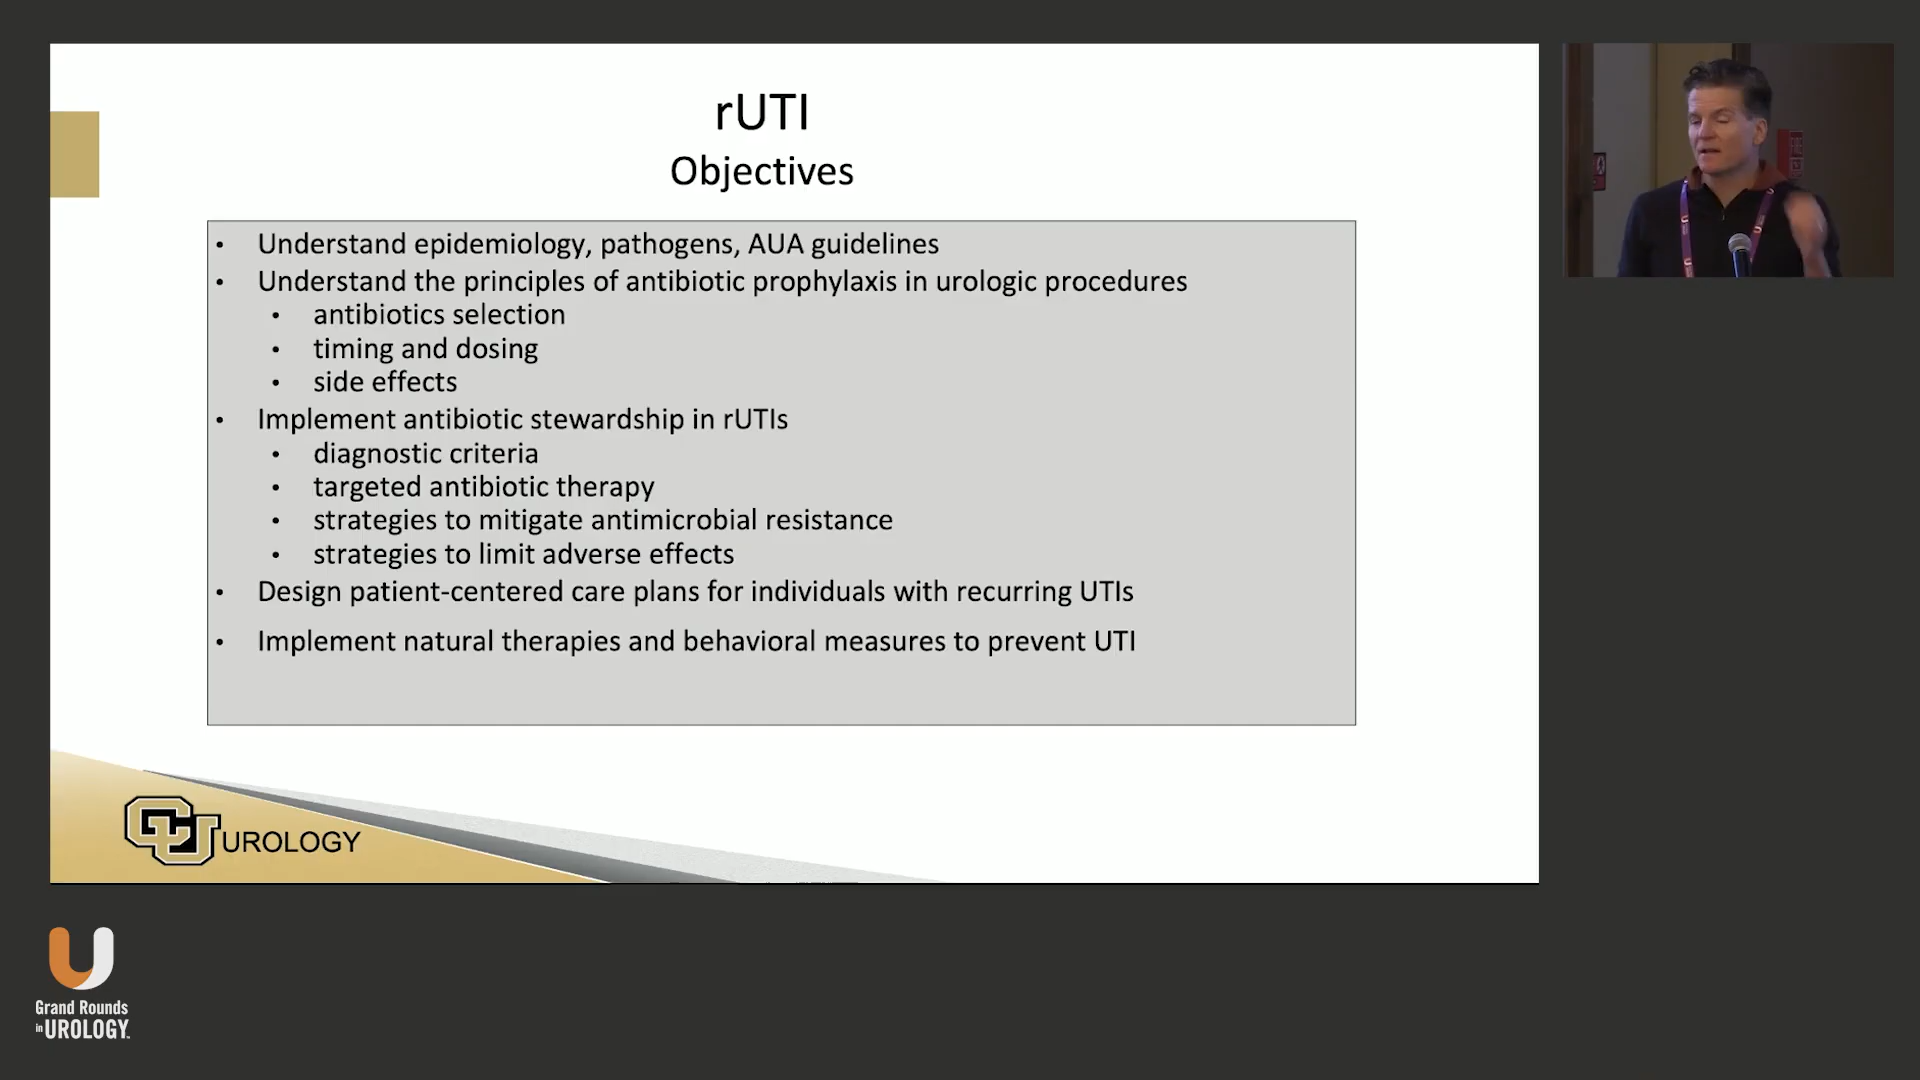 rUTI
Objectives
• Understand epidemiology, pathogens, AUA guidelines
• Understand the principles of antibiotic prophylaxis in urologic procedures
• antibiotics selection
• timing and dosing
• side effects
• Implement antibiotic stewardship in rUTIs
• diagnostic criteria
• targeted antibiotic therapy
• strategies to mitigate antimicrobial resistance
• strategies to limit adverse effects
• Design patient-centered care plans for individuals with recurring UTIs
• Implement natural therapies and behavioral measures to prevent UTI
CU UROLOGY
Grand Rounds
in UROLOGY™